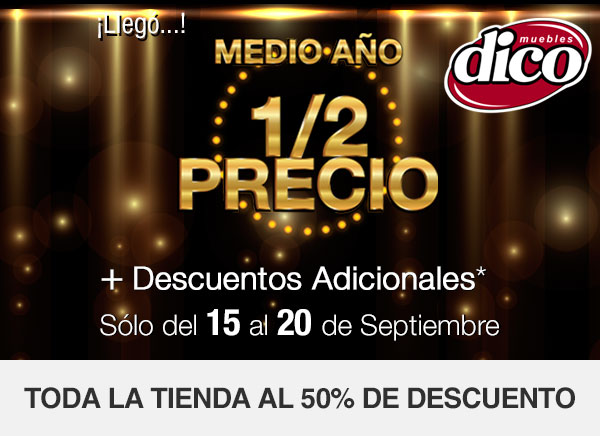 ¡Llegó...!
MEDIO AÑO
muebles
dico
1/2
PRECIO
+ Descuentos Adicionales*
Sólo del 15 al 20 de Septiembre
TODA LA TIENDA AL 50% DE DESCUENTO